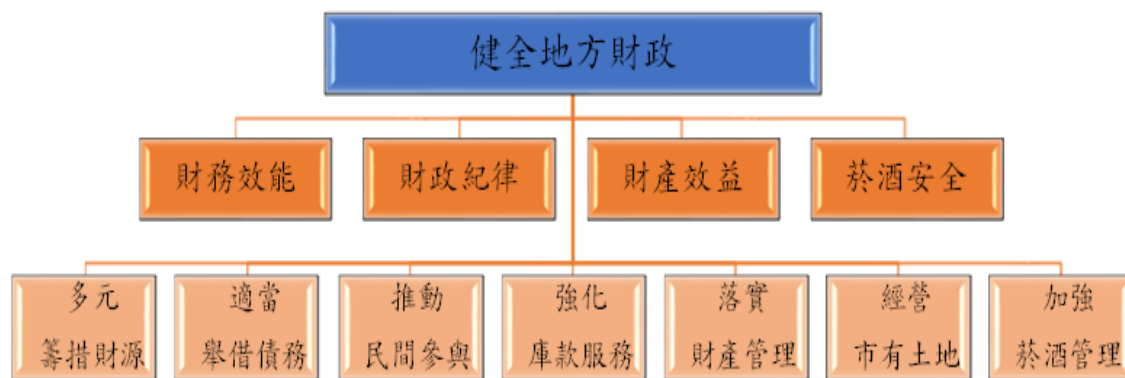 健全地方財政
財務效能
財政紀律
財產效益
菸酒安全
多元
籌措財源
適當
舉借債務
推動
民間參與
強化
庫款服務
落實
財產管理
經營
市有土地
加強
菸酒管理